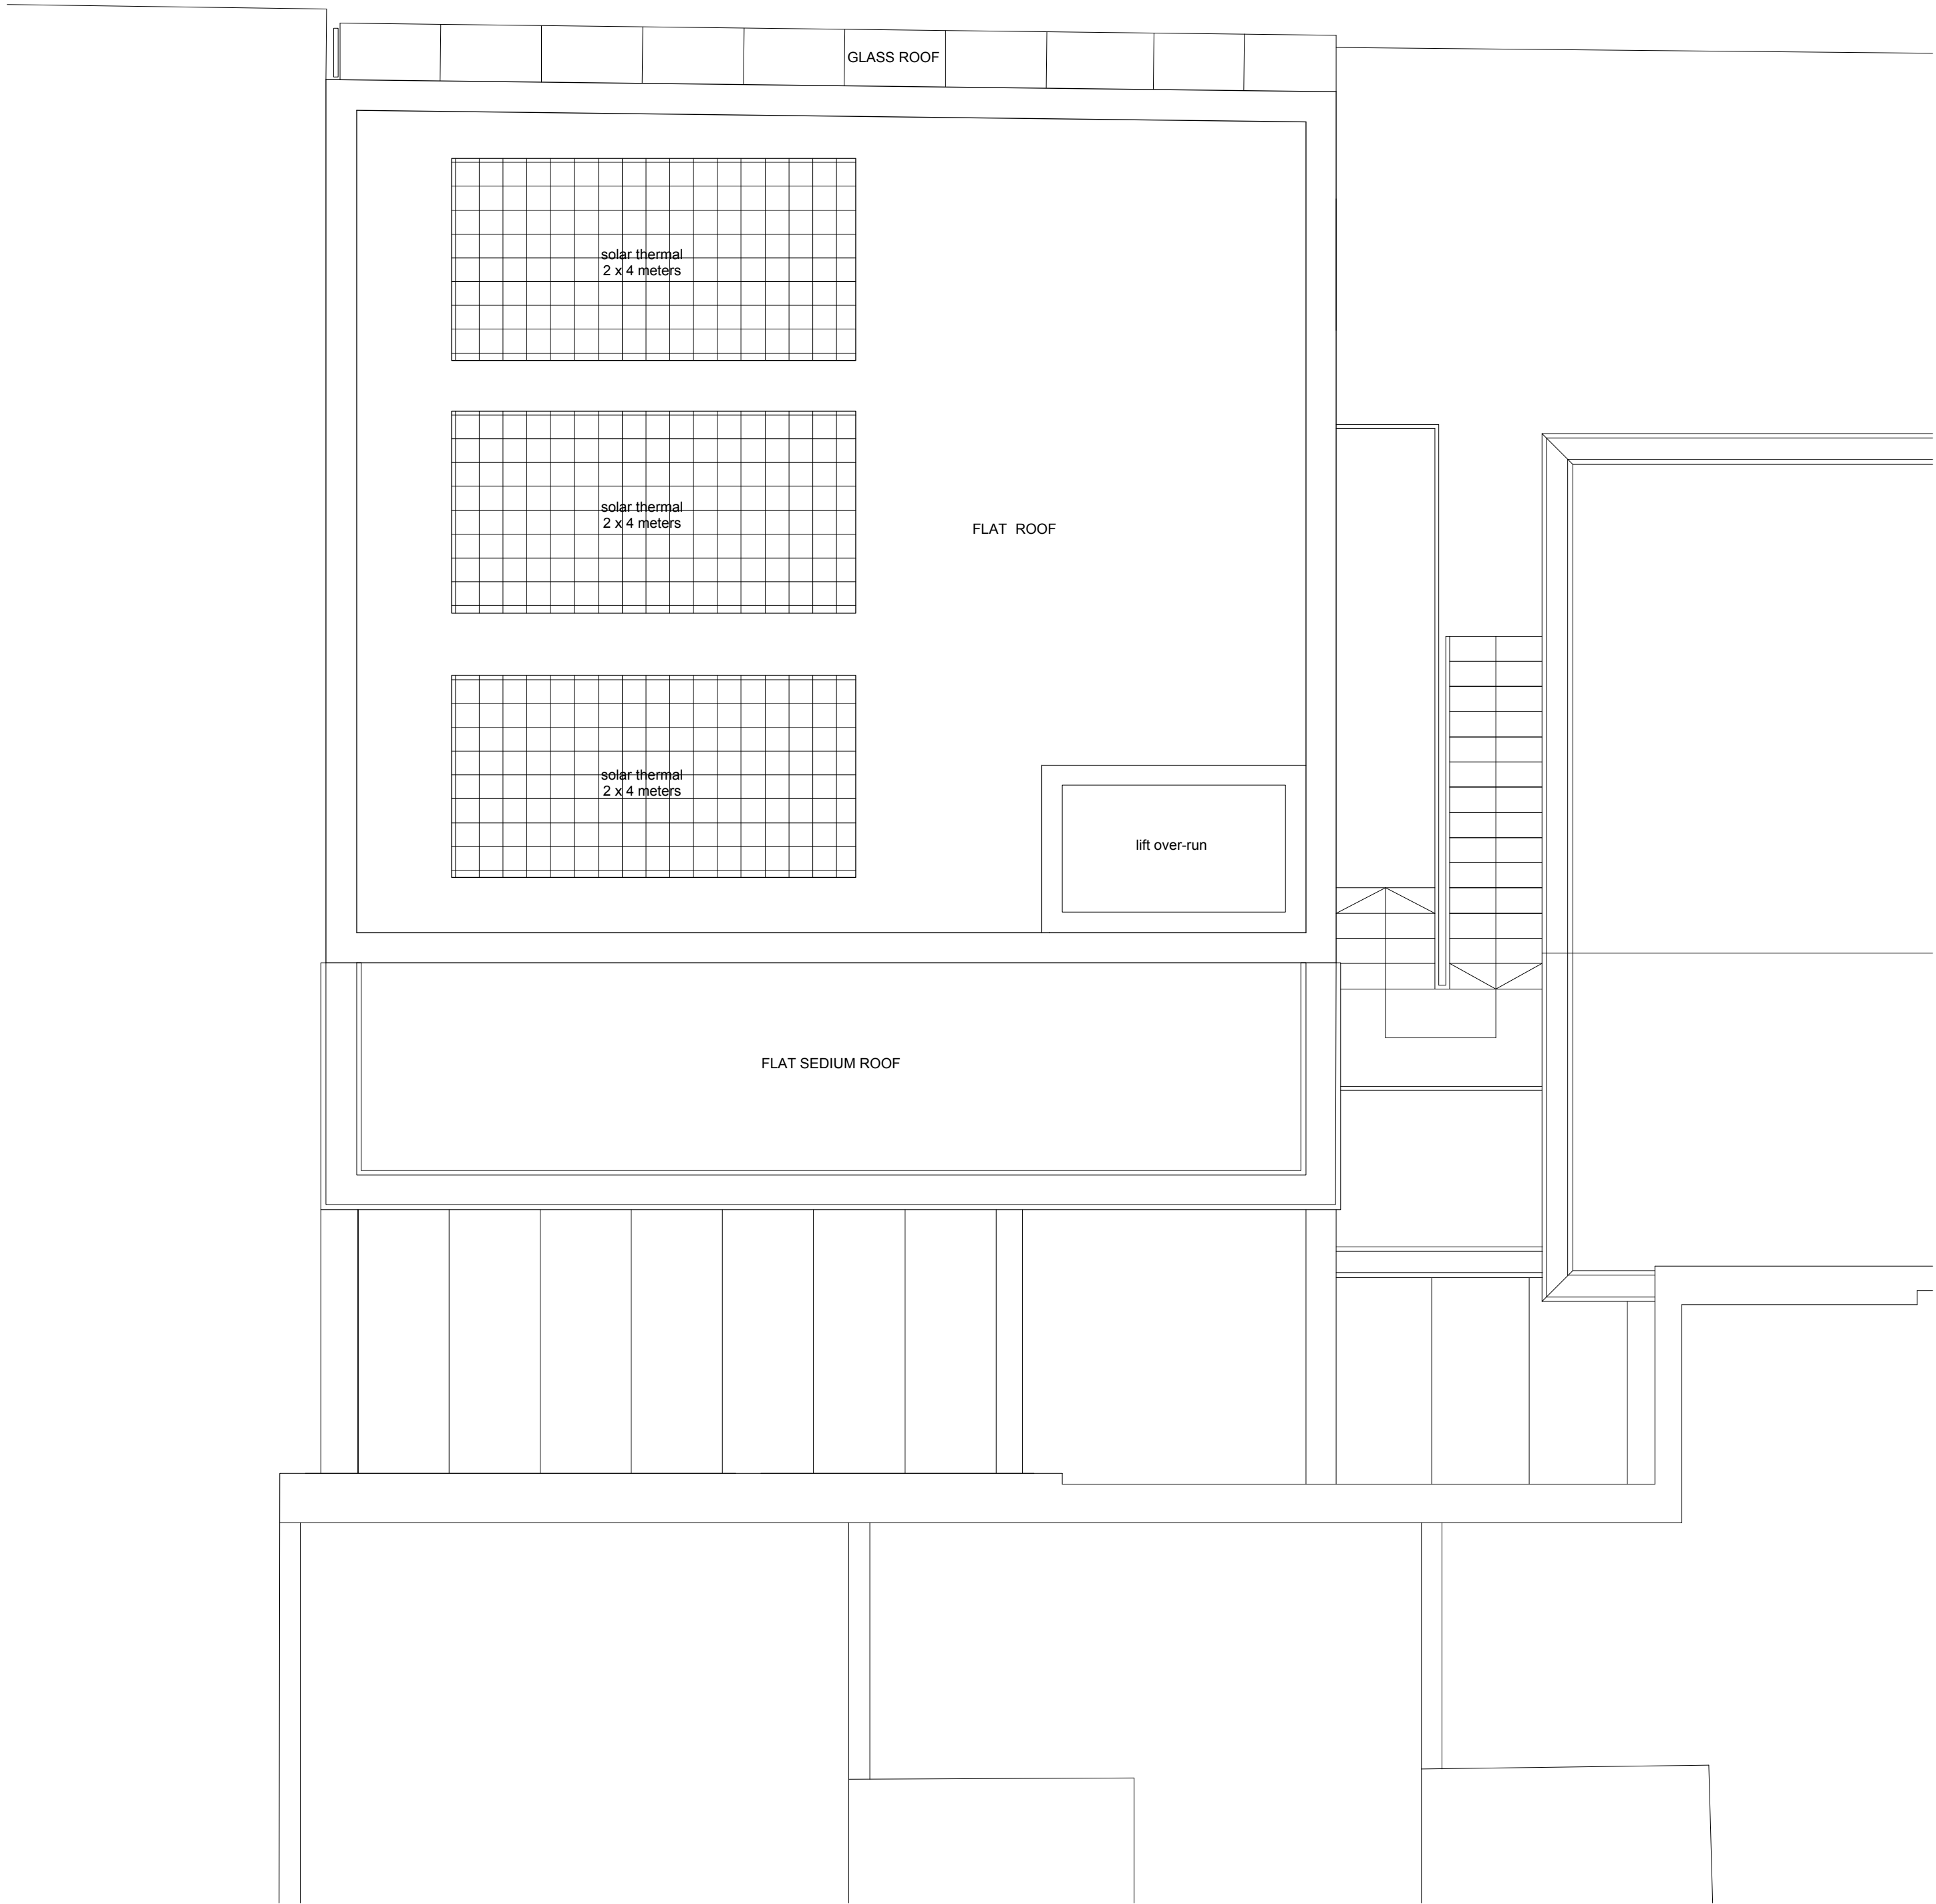 GLASS ROOF
solar thermal
2 x 4 meters
solar thermal
2 x 4 meters
FLAT ROOF
solar thermal
2 x 4 meters
lift over-run
FLAT SEDIUM ROOF